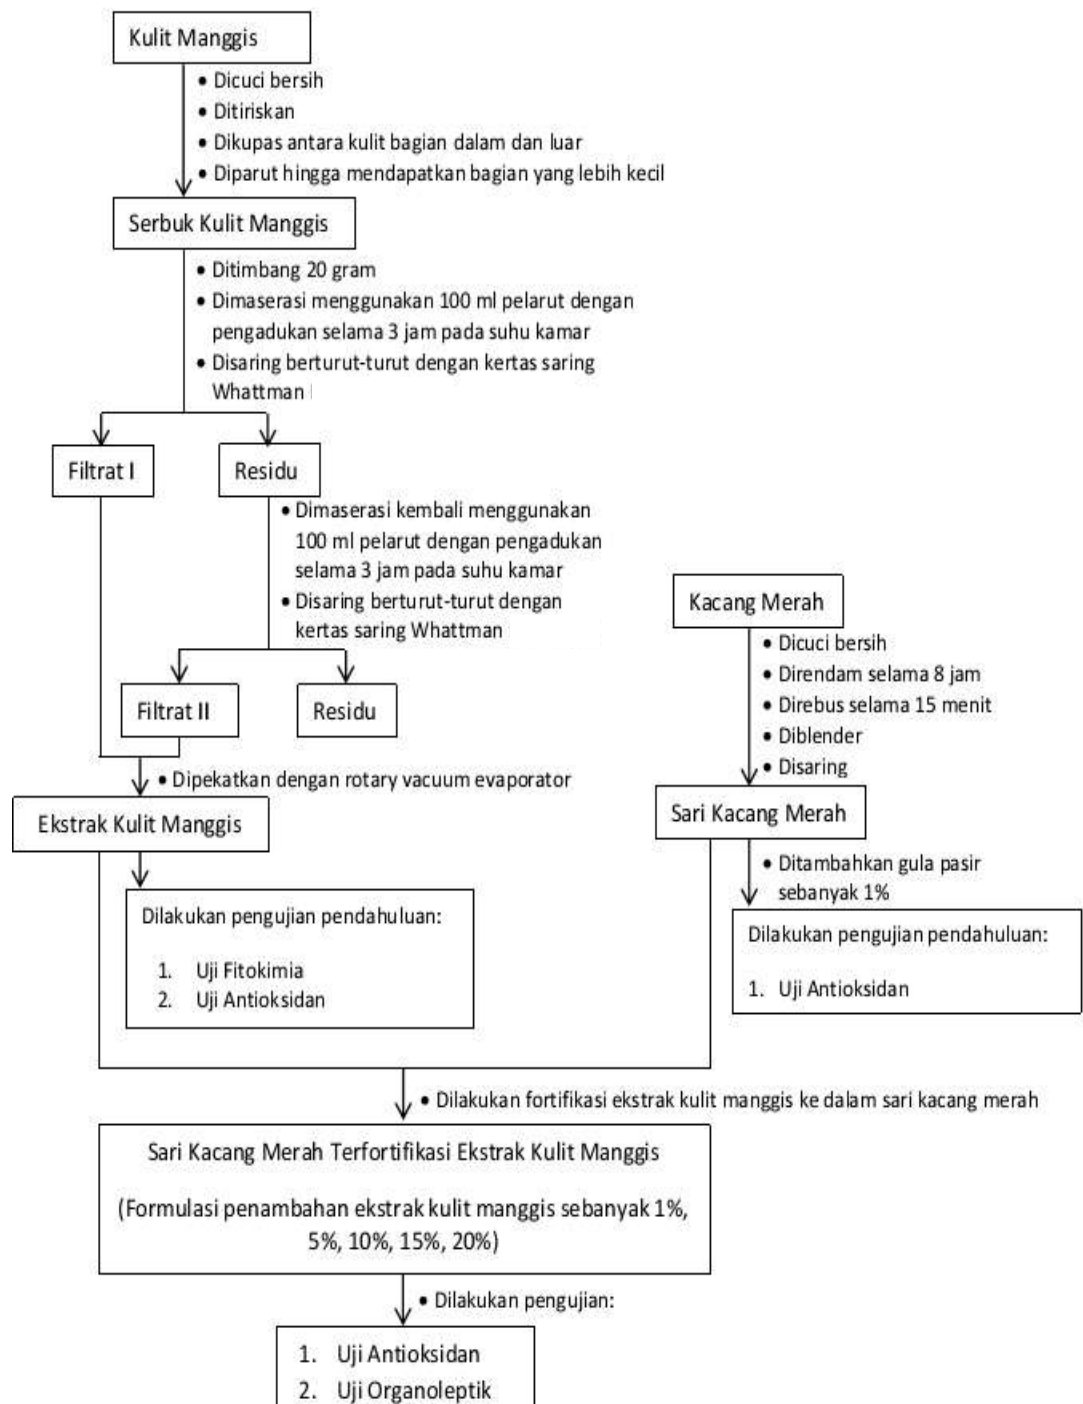 Kulit Manggis
• Dicuci bersih
• Ditiriskan
• Dikupas antara kulit bagian dalam dan luar
• Diparut hingga mendapatkan bagian yang lebih kecil
Serbuk Kulit Manggis
• Ditimbang 20 gram
• Dimaserasi menggunakan 100 ml pelarut dengan
pengadukan selama 3 jam pada suhu kamar
• Disaring berturut-turut dengan kertas saring
Whattman
Filtrat I
Residu
• Dimaserasi kembali menggunakan
100 ml pelarut dengan pengadukan
selama 3 jam pada suhu kamar
• Disaring berturut-turut dengan
kertas saring Whattman
Filtrat II
Residu
• Dipekatkan dengan rotary vacuum evaporator
Ekstrak Kulit Manggis
Dilakukan pengujian pendahuluan:
1. Uji Fitokimia
2. Uji Antioksidan
Kacang Merah
• Dicuci bersih
• Direndam selama 8 jam
• Direbus selama 15 menit
• Diblender
• Disaring
Sari Kacang Merah
• Ditambahkan gula pasir
sebanyak 1%
Dilakukan pengujian pendahuluan:
1. Uji Antioksidan
• Dilakukan fortifikasi ekstrak kulit manggis ke dalam sari kacang merah
Sari Kacang Merah Terfortifikasi Ekstrak Kulit Manggis
(Formulasi penambahan ekstrak kulit manggis sebanyak 1%,
5%, 10%, 15%, 20%)
• Dilakukan pengujian:
1. Uji Antioksidan
2. Uji Organoleptik